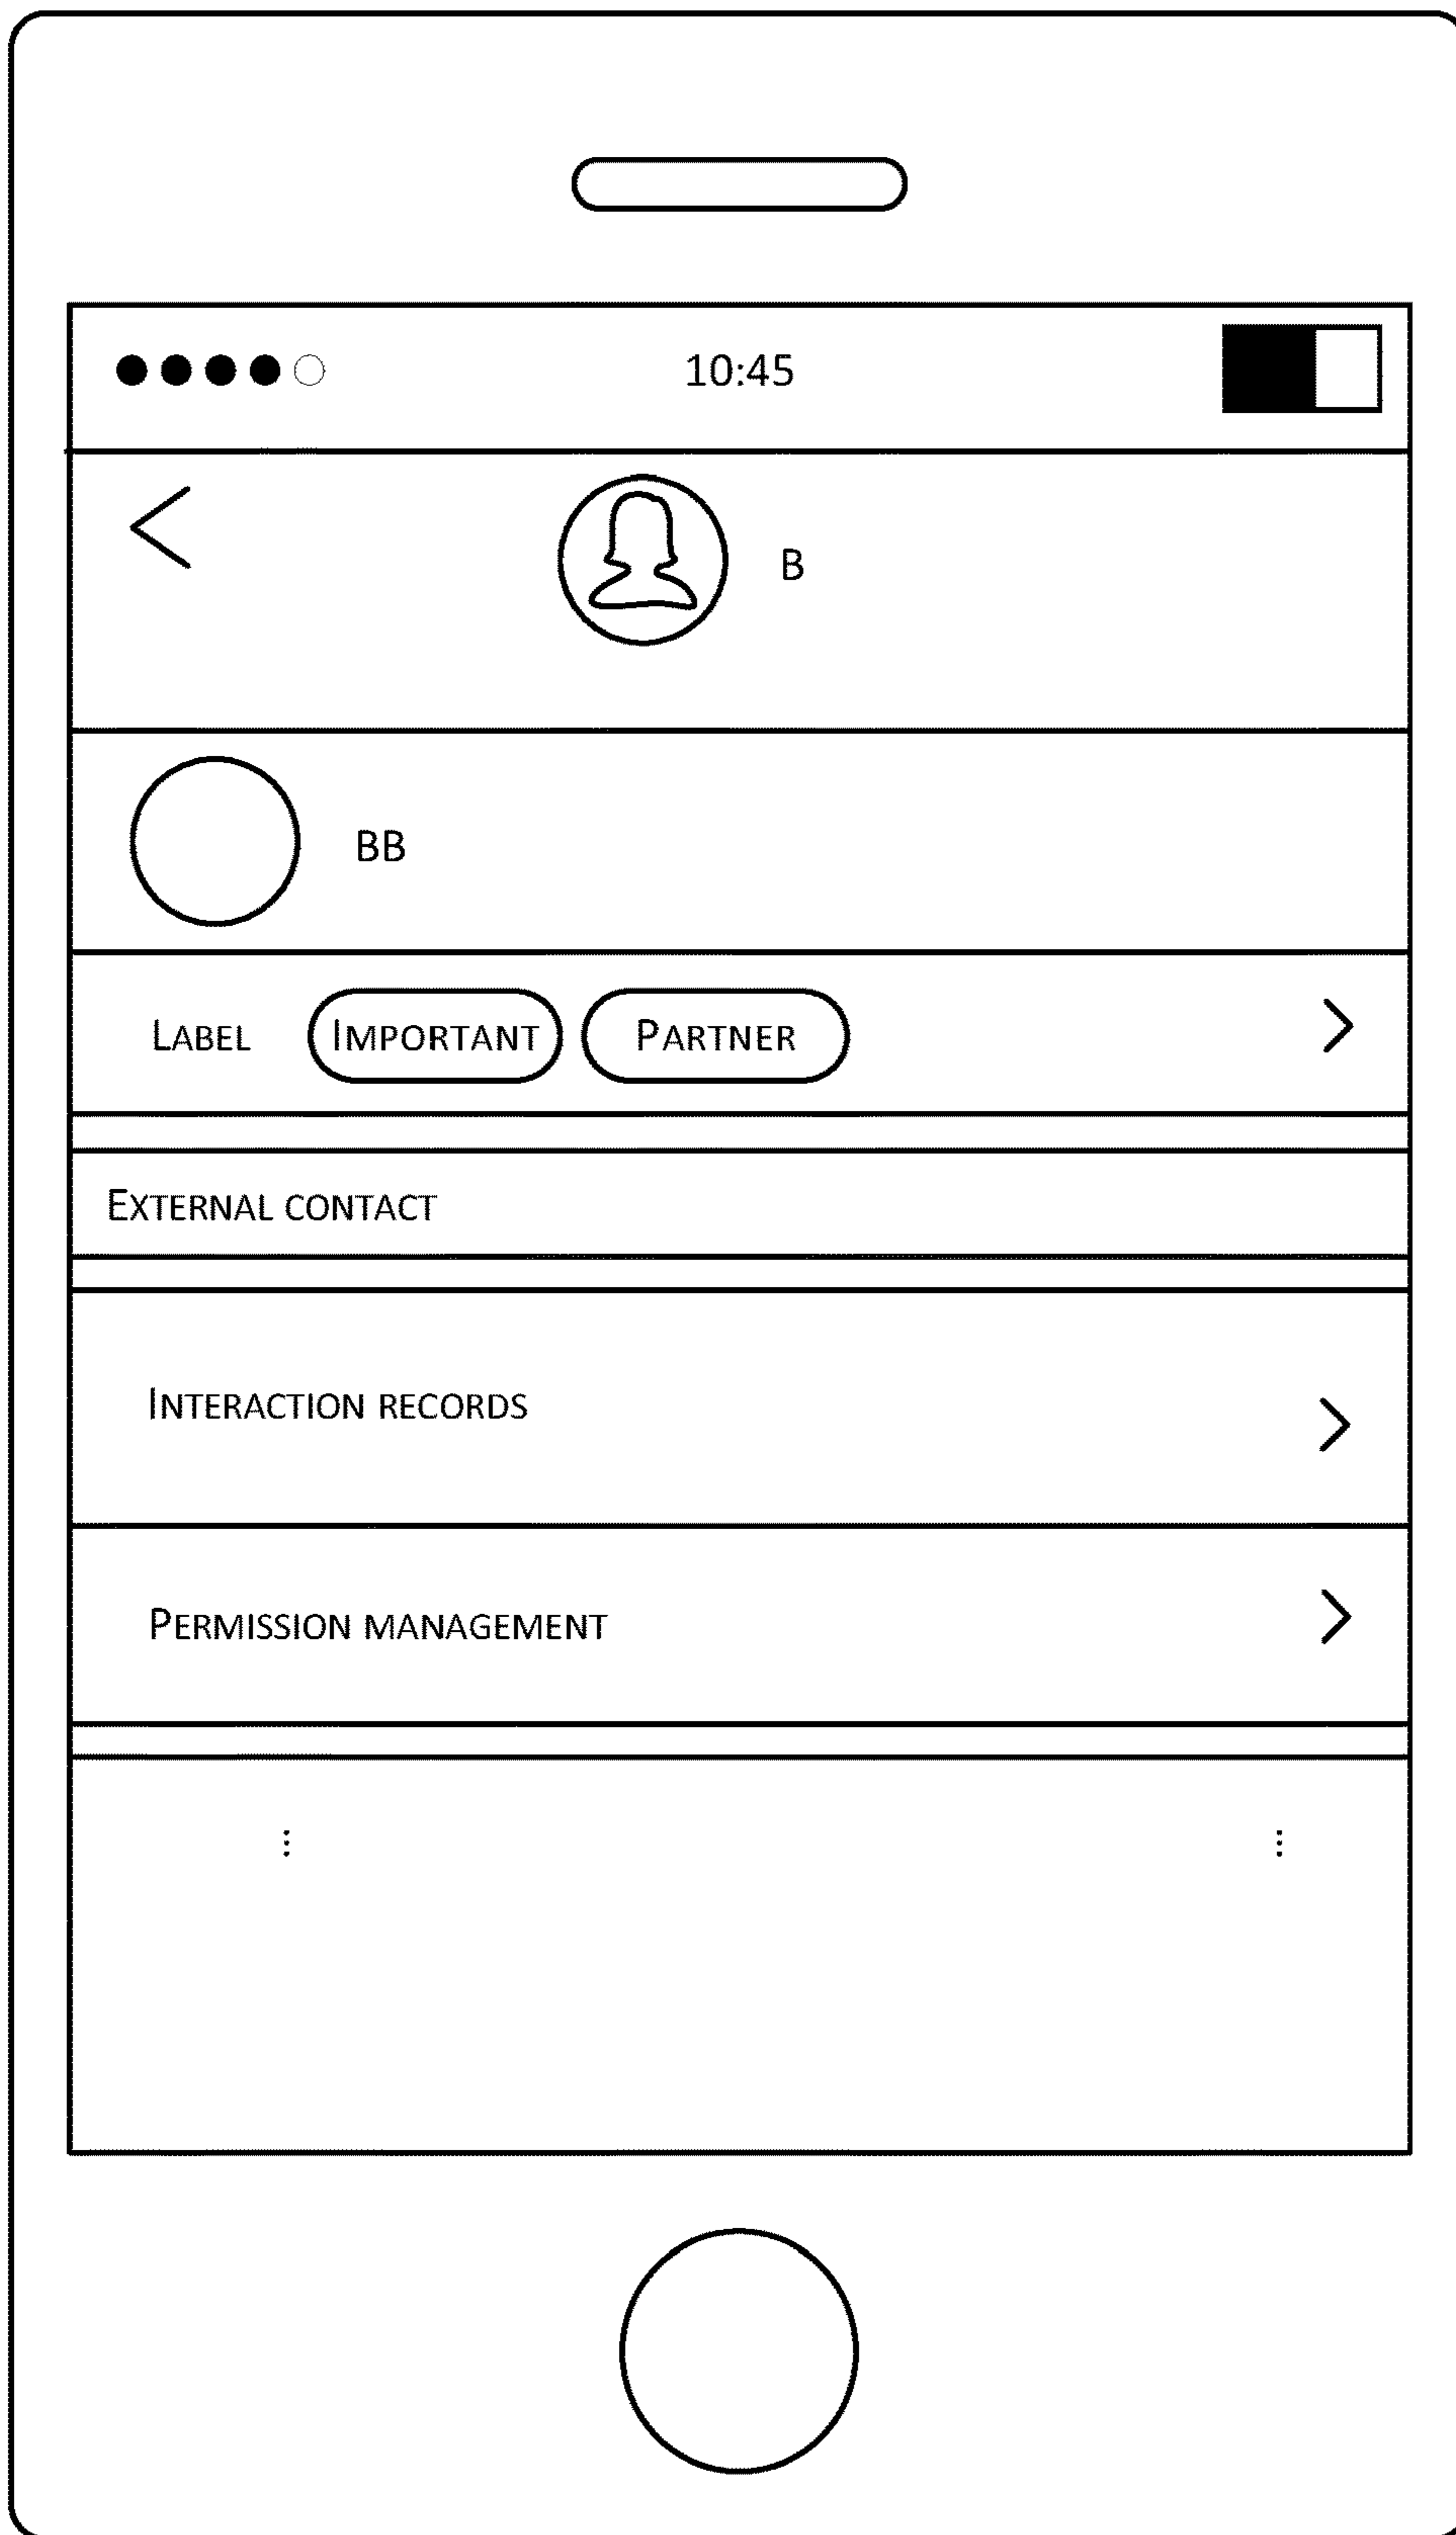 10:45
B
BB
LABEL IMPORTANT PARTNER
EXTERNAL CONTACT
INTERACTION RECORDS
PERMISSION MANAGEMENT